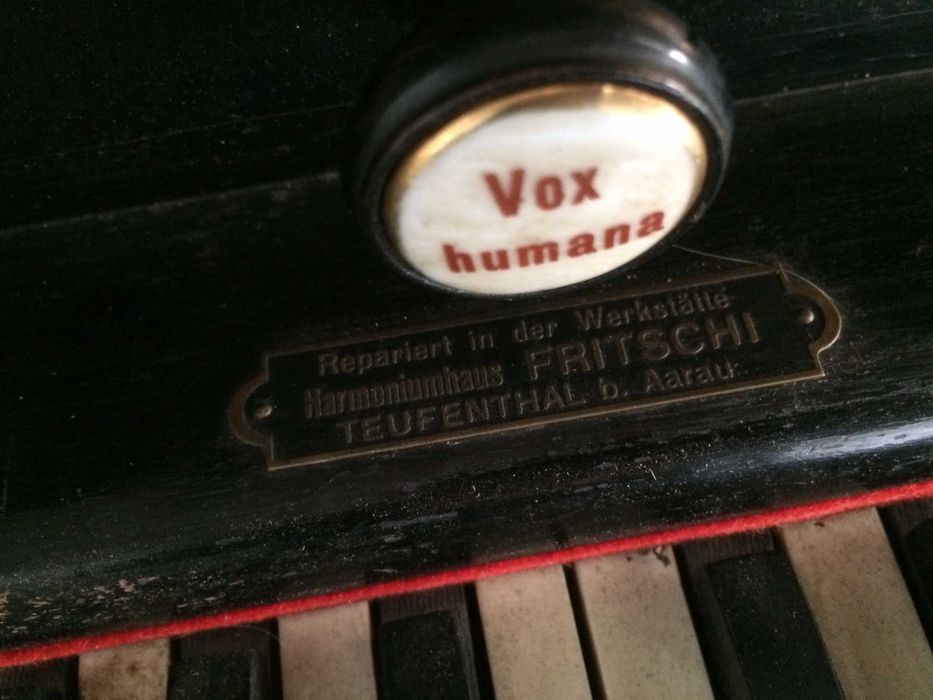 Vox
humana
Repariert in der Werkstätte
Harmoniumhaus FRITSCHI
TEUFENTHAL b. Aarau